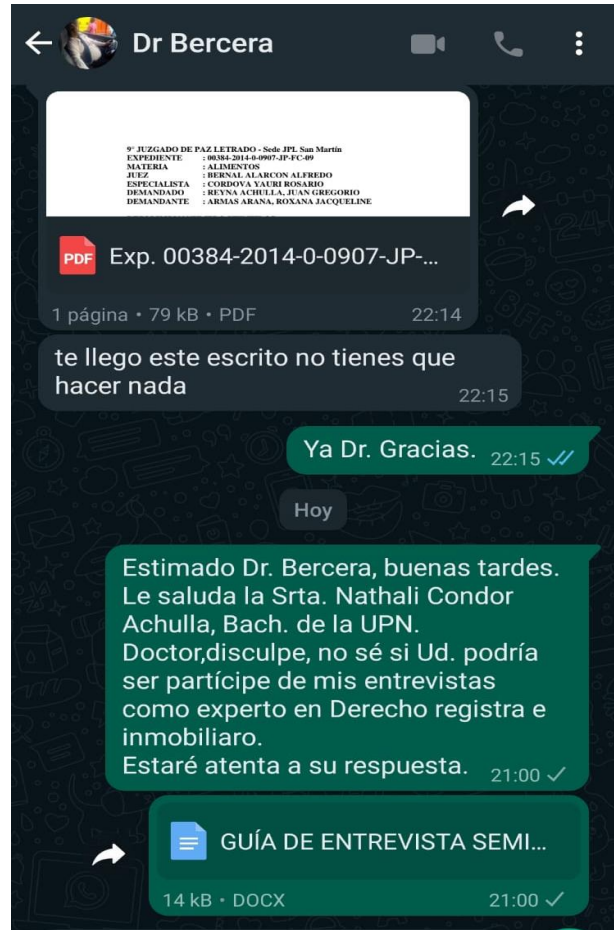 Dr Bercera
9° JUZGADO DE PAZ LETRADO - Sede JPL San Martín
EXPEDIENTE : 00384-2014-0-0907-JP-FC-09
MATERIA : ALIMENTOS
JUEZ : BERNAL ALARCON ALFREDO
ESPECIALISTA : CORDOVA YAURI ROSARIO
DEMANDADO : REYNA ACHULLA, JUAN GREGORIO
DEMANDANTE : ARMAS ARANA, ROXANA JACQUELINE
PDF
Exp. 00384-2014-0-0907-JP-...
1 página • 79 kB • PDF 22:14
te llego este escrito no tienes que
hacer nada
22:15
Ya Dr. Gracias. 22:15
Hoy
Estimado Dr. Bercera, buenas tardes.
Le saluda la Srta. Nathali Condor
Achulla, Bach. de la UPN.
Doctor,disculpe, no sé si Ud. podría
ser partícipe de mis entrevistas
como experto en Derecho registra e
inmobiliaro.
Estaré atenta a su respuesta. 21:00
GUÍA DE ENTREVISTA SEMI...
14 kB • DOCX 21:00